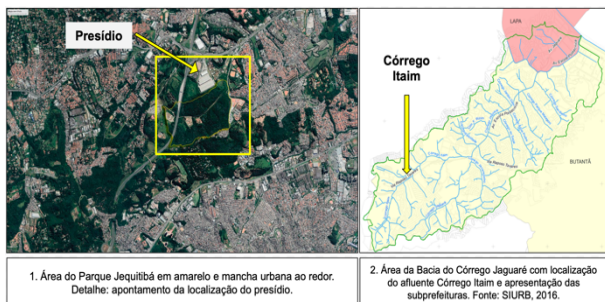 Presídio
Córrego
Itaim
LAPA
BUTANTÃ
1. Área do Parque Jequitibá em amarelo e mancha urbana ao redor.
Detalhe: apontamento da localização do presídio.
2. Área da Bacia do Córrego Jaguaré com localização
do afluente Córrego Itaim e apresentação das
subprefeituras. Fonte: SIURB, 2016.